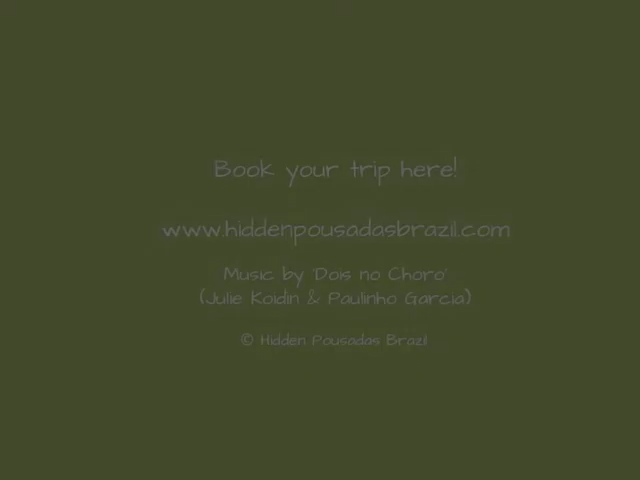 Book your trip here!
www.hiddenpousadasbrazil.com
Music by 'Dois no Choro'
(Julie Koidin & Paulinho Garcia)
© Hidden Pousadas Brazil